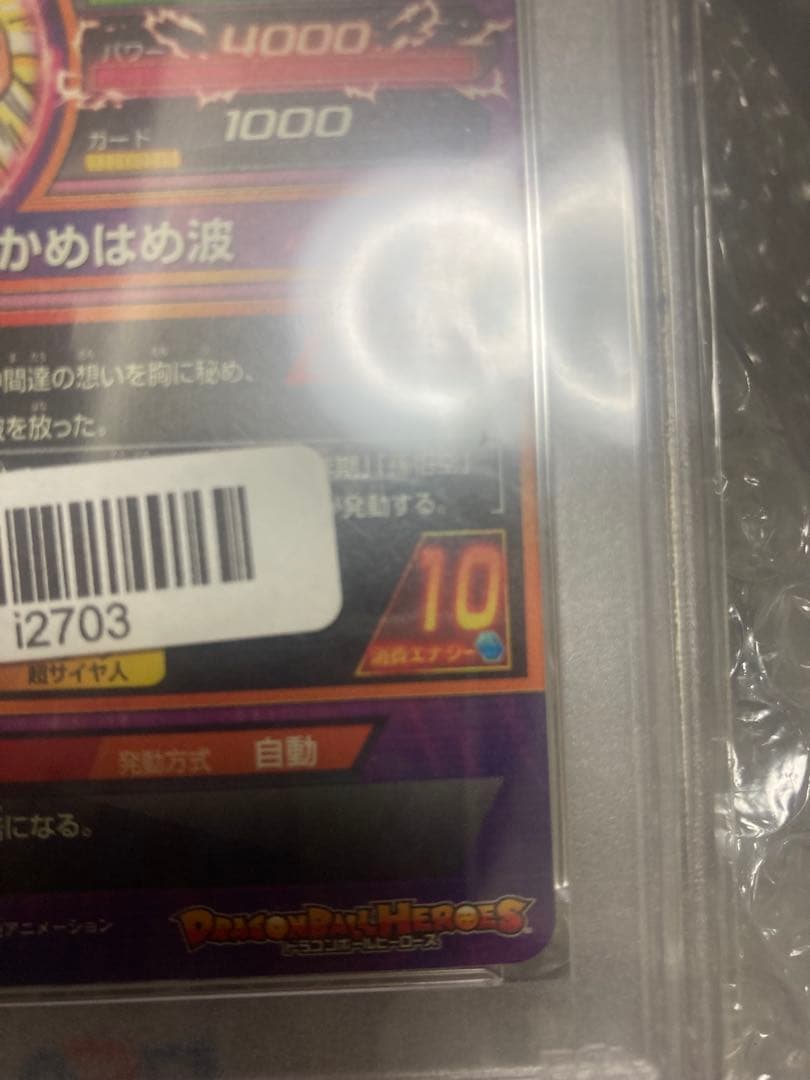 パワー 4000
ガード 1000
かめはめ波
間達の想いを胸に秘め、
を放った。
発動する。
i2703
10
消費エナジー
超サイヤ人
発動方式 自動
になる。
アニメーション
DRAGONBALL HEROES
ドラゴンボールヒーローズ